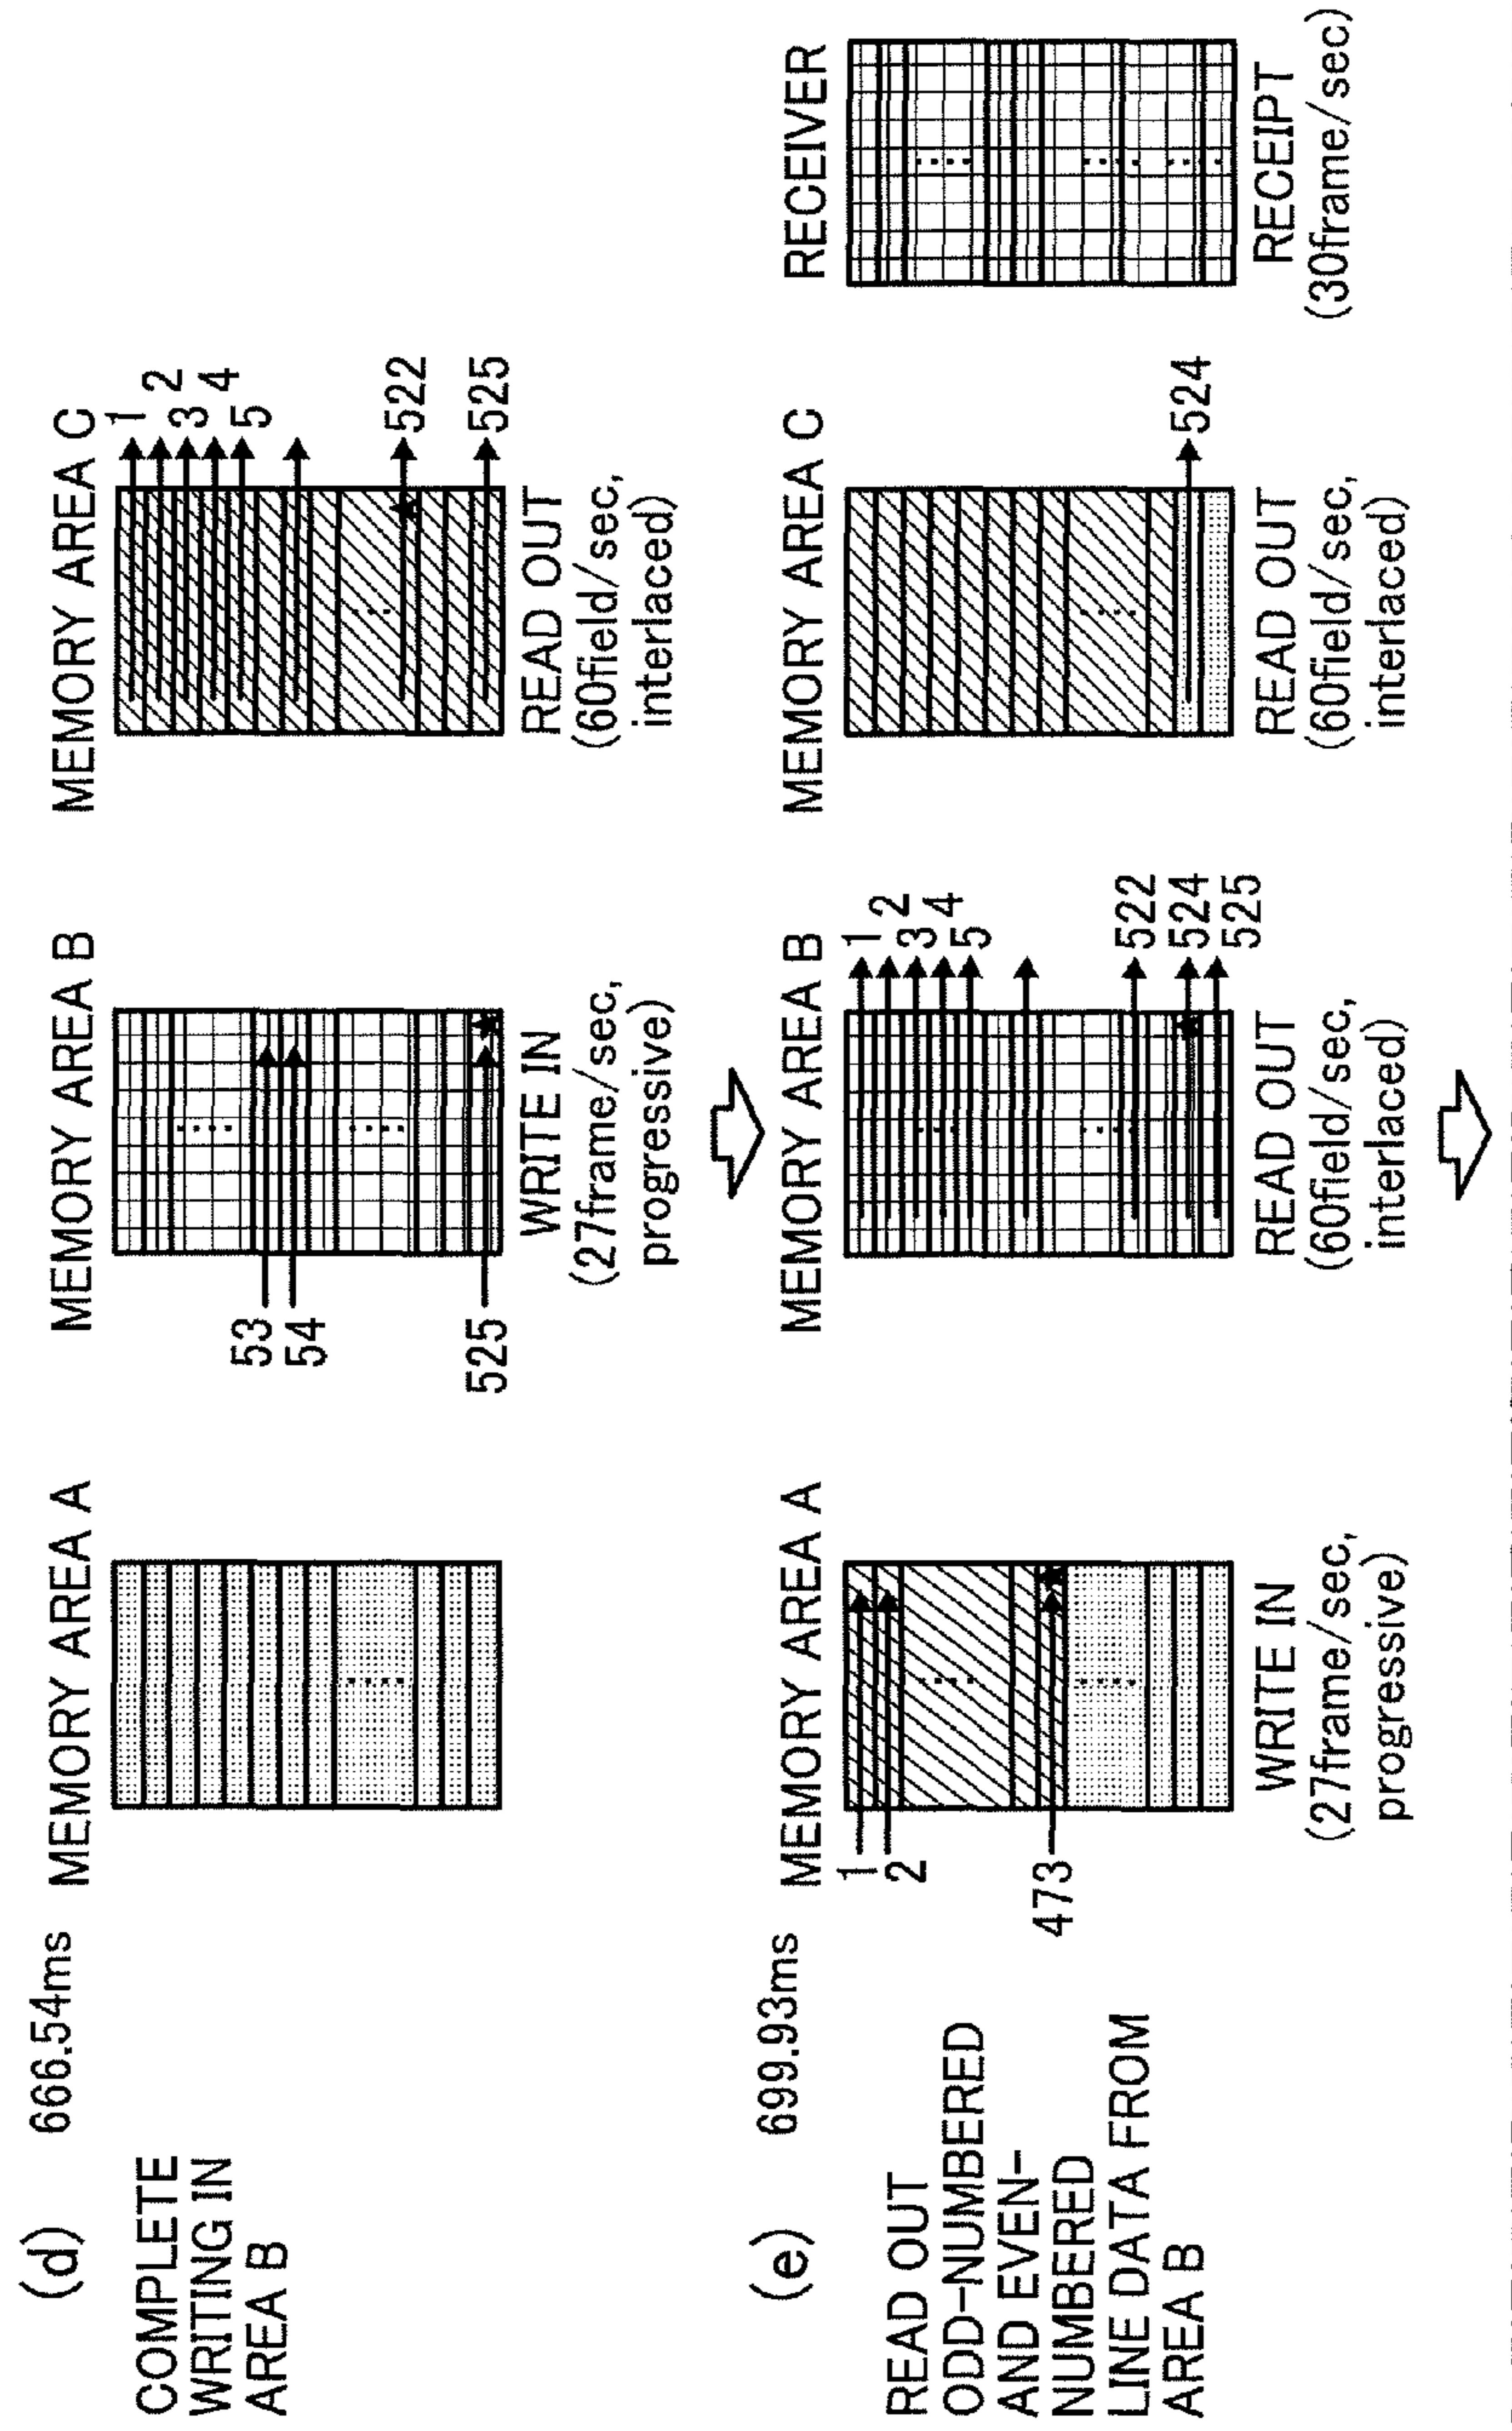 (d) 666.54ms
COMPLETE
WRITING IN
AREA B
MEMORY AREA A
MEMORY AREA B
53
54
525
WRITE IN
(27frame/sec,
progressive)
MEMORY AREA C
1
2
3
4
5
522
525
READ OUT
(60field/sec,
interlaced)
(e) 699.93ms
READ OUT
ODD-NUMBERED
AND EVEN-
NUMBERED
LINE DATA FROM
AREA B
MEMORY AREA A
1
2
473
WRITE IN
(27frame/sec,
progressive)
MEMORY AREA B
1
2
3
4
5
522
524
525
READ OUT
(60field/sec,
interlaced)
MEMORY AREA C
524
READ OUT
(60field/sec,
interlaced)
RECEIVER
RECEIPT
(30frame/sec)